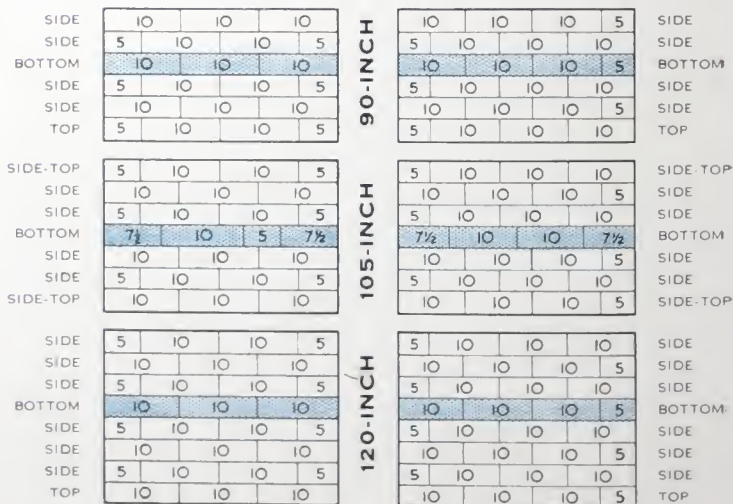 SIDE 10 10 10 10 10 10 5 SIDE
SIDE 5 10 10 5 5 10 10 10 SIDE
BOTTOM 10 10 10 10 10 10 5 BOTTOM
SIDE 5 10 10 5 5 10 10 10 SIDE
SIDE 10 10 10 10 10 10 5 SIDE
TOP 5 10 10 5 5 10 10 10 TOP
90-INCH
SIDE-TOP 5 10 10 5 5 10 10 10 SIDE-TOP
SIDE 10 10 10 10 10 10 5 SIDE
SIDE 5 10 10 5 5 10 10 10 SIDE
BOTTOM 7½ 10 5 7½ 7½ 10 10 7½ BOTTOM
SIDE 10 10 10 10 10 10 5 SIDE
SIDE 5 10 10 5 5 10 10 10 SIDE
SIDE-TOP 10 10 10 10 10 10 5 SIDE-TOP
105-INCH
SIDE 5 10 10 5 5 10 10 10 SIDE
SIDE 10 10 10 10 10 10 5 SIDE
SIDE 5 10 10 5 5 10 10 10 SIDE
BOTTOM 10 10 10 10 10 10 5 BOTTOM
SIDE 5 10 10 5 5 10 10 10 SIDE
SIDE 10 10 10 10 10 10 5 SIDE
SIDE 5 10 10 5 5 10 10 10 SIDE
TOP 10 10 10 10 10 10 5 TOP
120-INCH